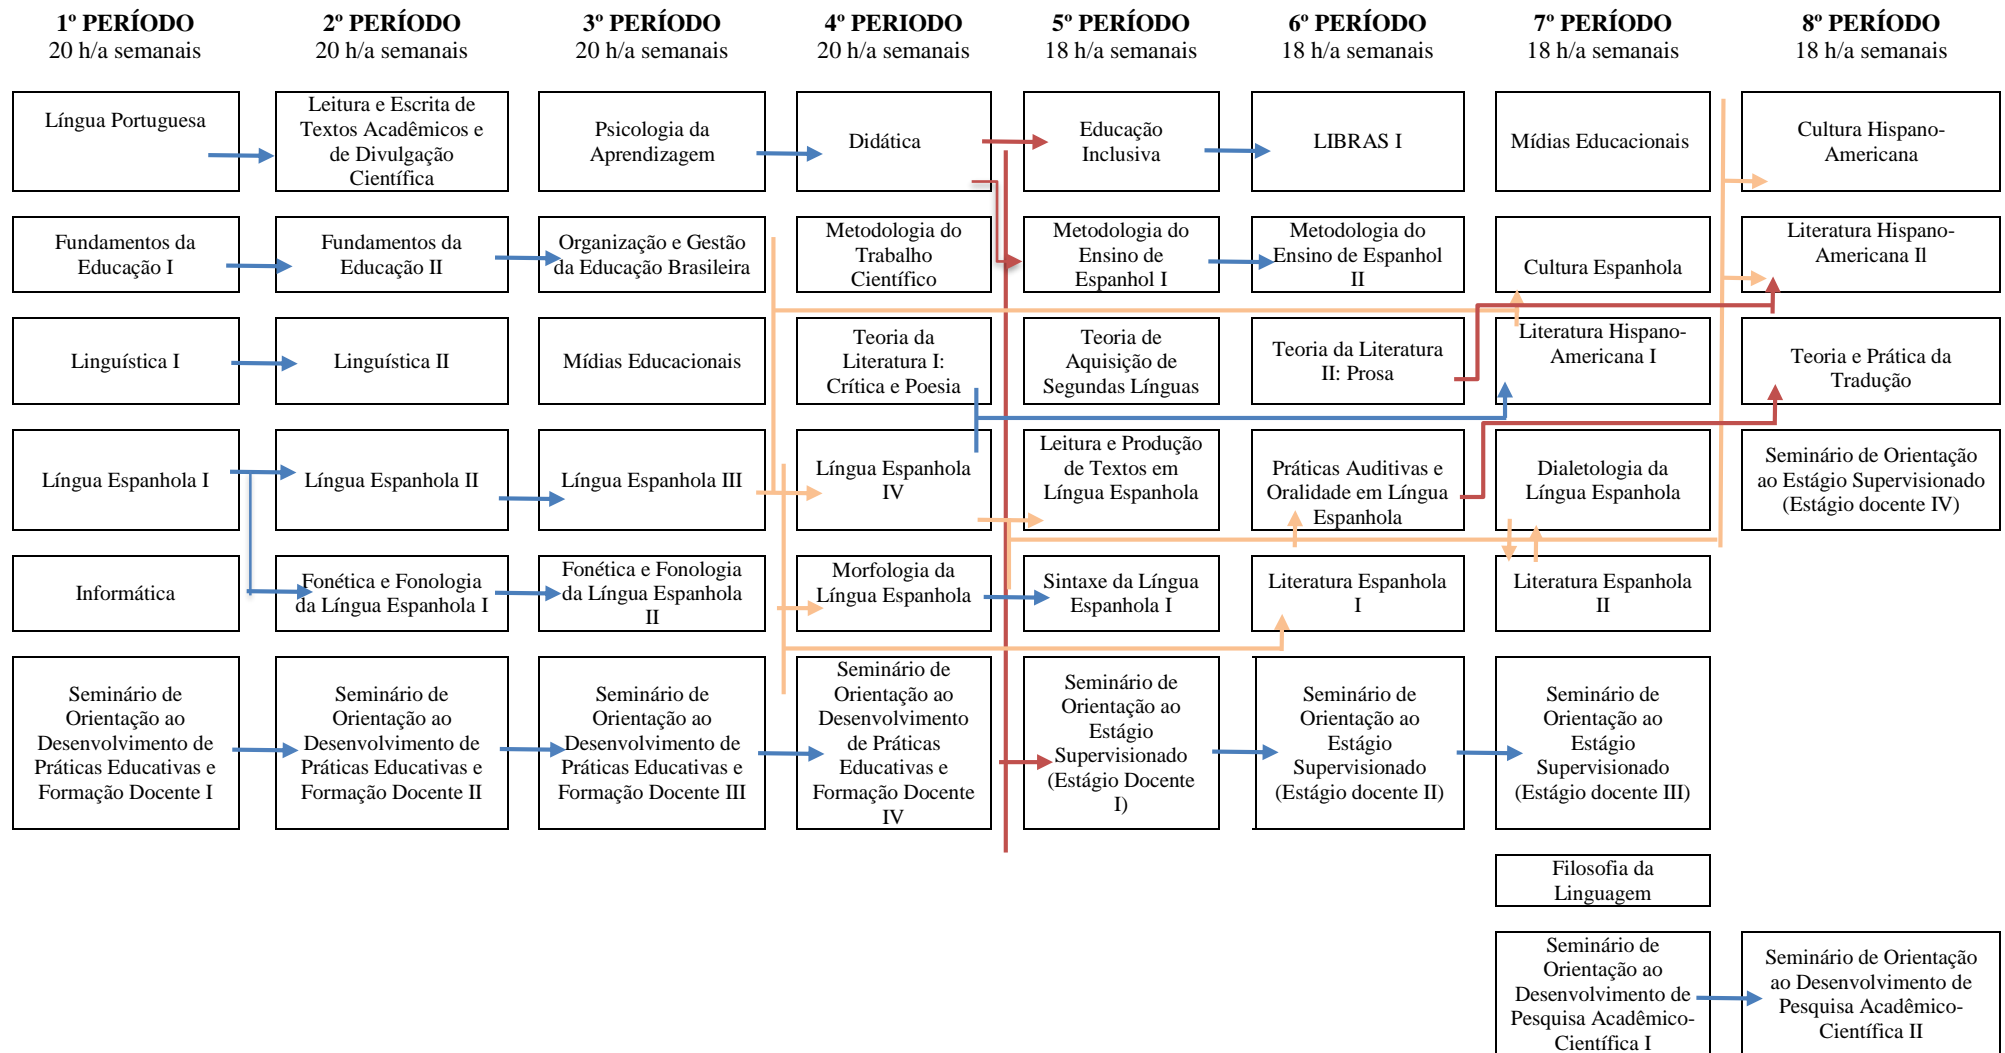 1º PERÍODO
20 h/a semanais
2º PERÍODO
20 h/a semanais
3º PERÍODO
20 h/a semanais
4º PERIODO
20 h/a semanais
5º PERÍODO
18 h/a semanais
6º PERÍODO
18 h/a semanais
7º PERÍODO
18 h/a semanais
8º PERÍODO
18 h/a semanais
Língua Portuguesa
Leitura e Escrita de
Textos Acadêmicos e
de Divulgação
Científica
Psicologia da
Aprendizagem
Didática
Educação
Inclusiva
LIBRAS I
Mídias Educacionais
Cultura Hispano-
Americana
Fundamentos da
Educação I
Fundamentos da
Educação II
Organização e Gestão
da Educação Brasileira
Metodologia do
Trabalho
Científico
Metodologia do
Ensino de
Espanhol I
Metodologia do
Ensino de Espanhol
II
Cultura Espanhola
Literatura Hispano-
Americana Il
Linguística I
Linguística II
Mídias Educacionais
Teoria da
Literatura I:
Crítica e Poesia
Teoria de
Aquisição de
Segundas Línguas
Teoria da Literatura
II: Prosa
Literatura Hispano-
Americana I
Teoria e Prática da
Tradução
Língua Espanhola I
Língua Espanhola II
Língua Espanhola III
Língua Espanhola
IV
Leitura e Produção
de Textos em
Língua Espanhola
Práticas Auditivas e
Oralidade em Língua
Espanhola
Dialetologia da
Língua Espanhola
Seminário de Orientação
ao Estágio Supervisionado
(Estágio docente IV)
Informática
Fonética e Fonologia
da Língua Espanhola I
Fonética e Fonologia
da Língua Espanhola
II
Morfologia da
Língua Espanhola
Sintaxe da Língua
Espanhola I
Literatura Espanhola
I
Literatura Espanhola
II
Seminário de
Orientação ao
Desenvolvimento de
Práticas Educativas e
Formação Docente I
Seminário de
Orientação ao
Desenvolvimento de
Práticas Educativas e
Formação Docente II
Seminário de
Orientação ao
Desenvolvimento de
Práticas Educativas e
Formação Docente III
Seminário de
Orientação ao
Desenvolvimento
de Práticas
Educativas e
Formação Docente
IV
Seminário de
Orientação ao
Estágio
Supervisionado
(Estágio Docente
I)
Seminário de
Orientação ao
Estágio
Supervisionado
(Estágio docente II)
Seminário de
Orientação ao
Estágio
Supervisionado
(Estágio docente III)
Filosofia da
Linguagem
Seminário de
Orientação ao
Desenvolvimento de
Pesquisa Acadêmico-
Científica I
Seminário de Orientação
ao Desenvolvimento de
Pesquisa Acadêmico-
Científica II